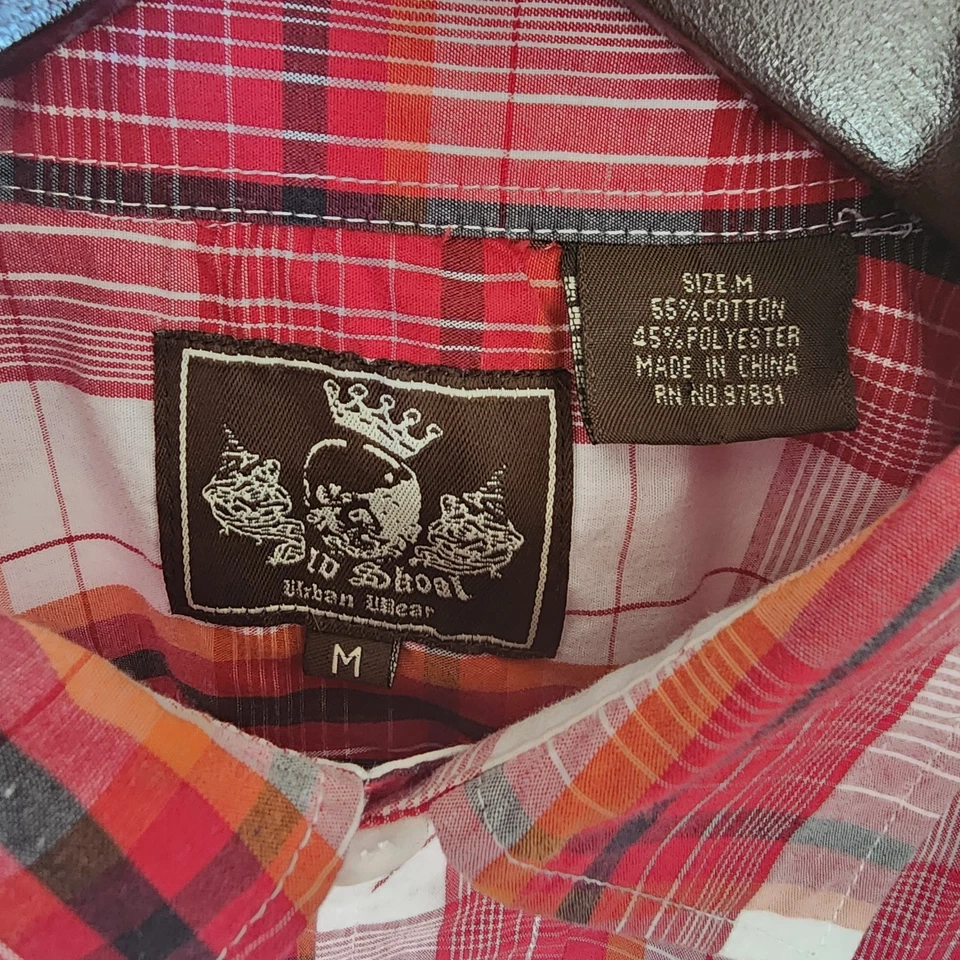 SIZE.M
55%COTTON
45%POLYESTER
MADE IN CHINA
RN NO.97891
Old Skool
Urban Wear
M